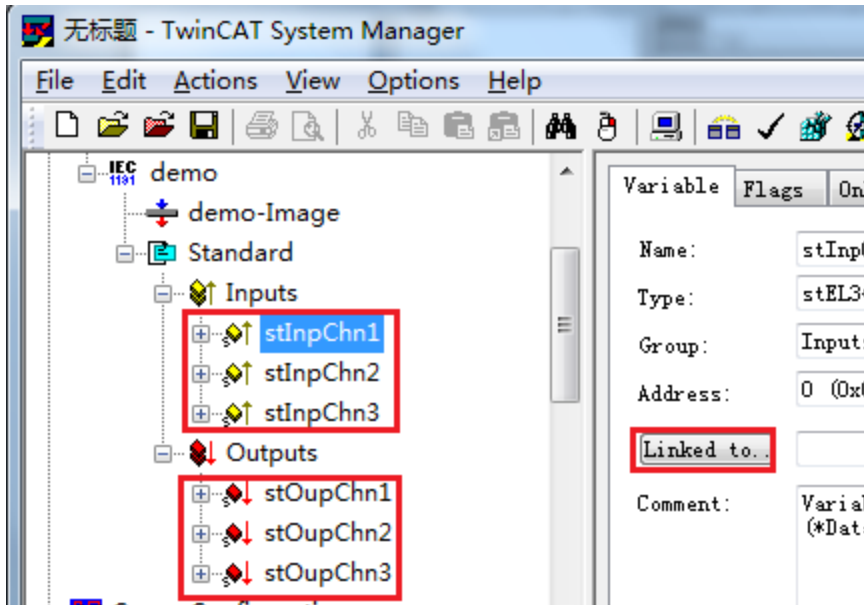 无标题 - TwinCAT System Manager
File Edit Actions View Options Help
IEC 1131 demo
demo-Image
Standard
Inputs
stInpChn1
stInpChn2
stInpChn3
Outputs
stOupChn1
stOupChn2
stOupChn3
Variable Flags
Name:
Type:
Group:
Address: 0
Linked to..
Comment: